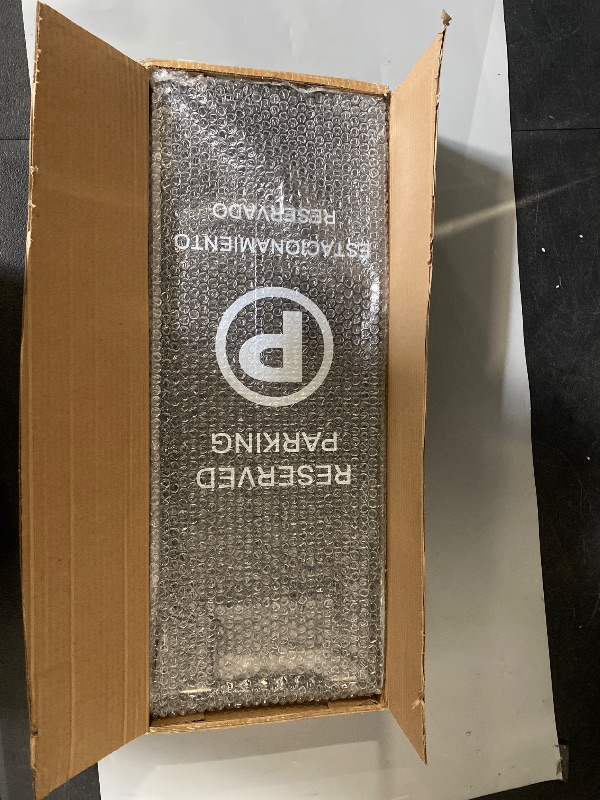 RESERVED
PARKING
P
ESTACIONAMIENTO
RESERVADO